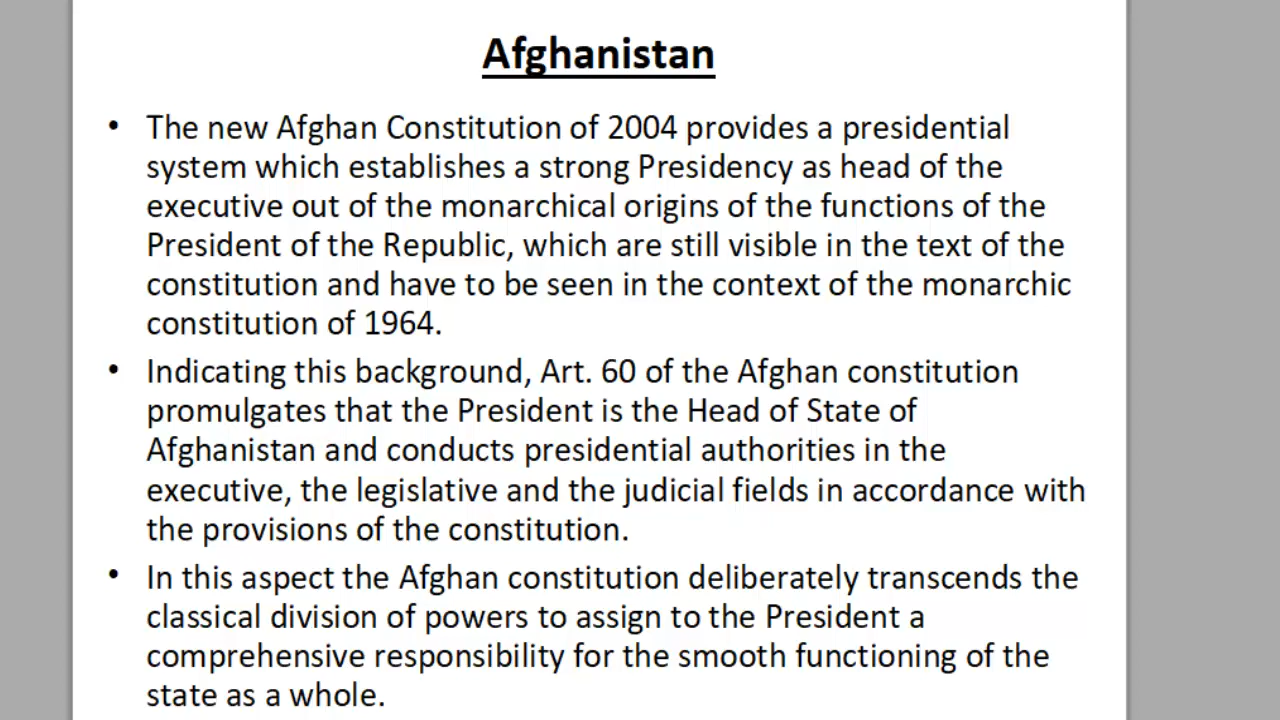 Afghanistan
• The new Afghan Constitution of 2004 provides a presidential
system which establishes a strong Presidency as head of the
executive out of the monarchical origins of the functions of the
President of the Republic, which are still visible in the text of the
constitution and have to be seen in the context of the monarchic
constitution of 1964.
• Indicating this background, Art. 60 of the Afghan constitution
promulgates that the President is the Head of State of
Afghanistan and conducts presidential authorities in the
executive, the legislative and the judicial fields in accordance with
the provisions of the constitution.
• In this aspect the Afghan constitution deliberately transcends the
classical division of powers to assign to the President a
comprehensive responsibility for the smooth functioning of the
state as a whole.